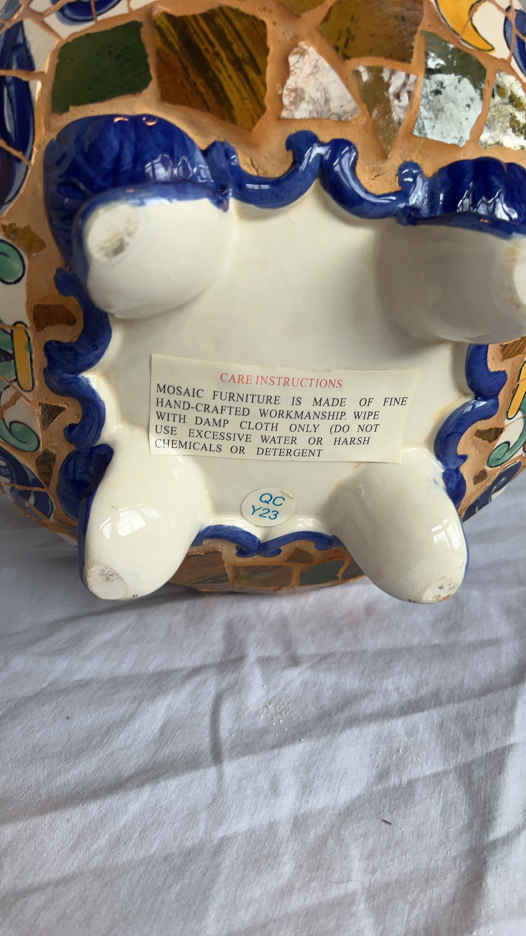 CARE INSTRUCTIONS
MOSAIC FURNITURE IS MADE OF FINE
HAND-CRAFTED WORKMANSHIP. WIPE
WITH DAMP CLOTH ONLY (DO NOT
USE EXCESSIVE WATER OR HARSH
CHEMICALS OR DETERGENT
QC
Y23